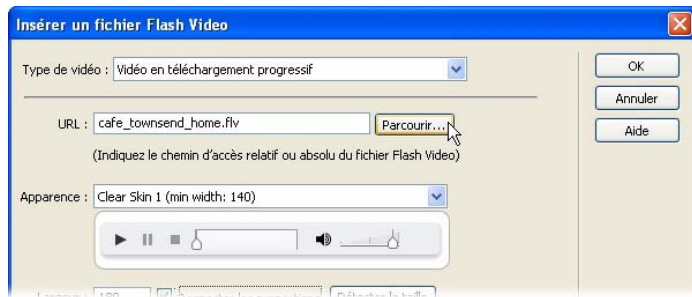 Insérer un fichier Flash Video
Type de vidéo : Vidéo en téléchargement progressif
OK
Annuler
Aide
URL : cafe_townsend_home.flv Parcourir...
(Indiquez le chemin d'accès relatif ou absolu du fichier Flash Video)
Apparence : Clear Skin 1 (min width: 140)